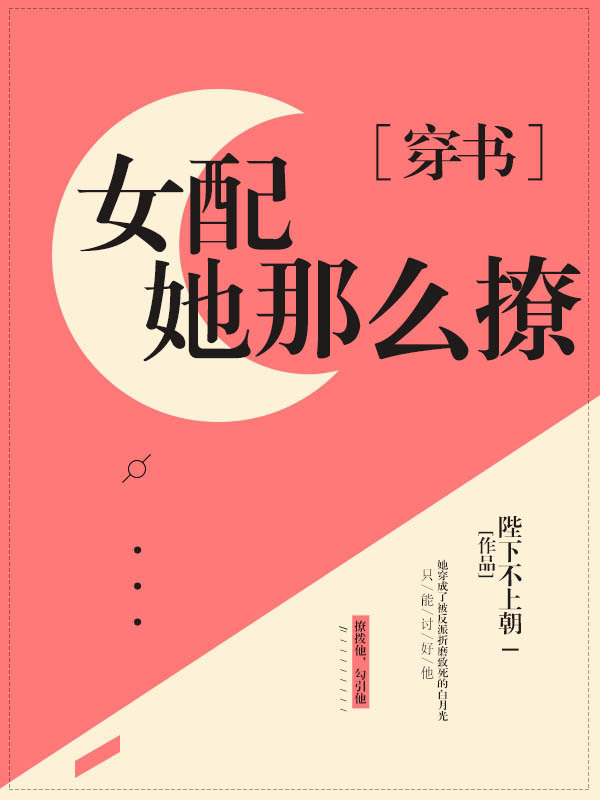 [穿书]
女配
她那么撩
陛下不上朝
[作品]
她穿成了被反派折磨致死的白月光
只/能/讨/好/他
撩拨他，勾引他